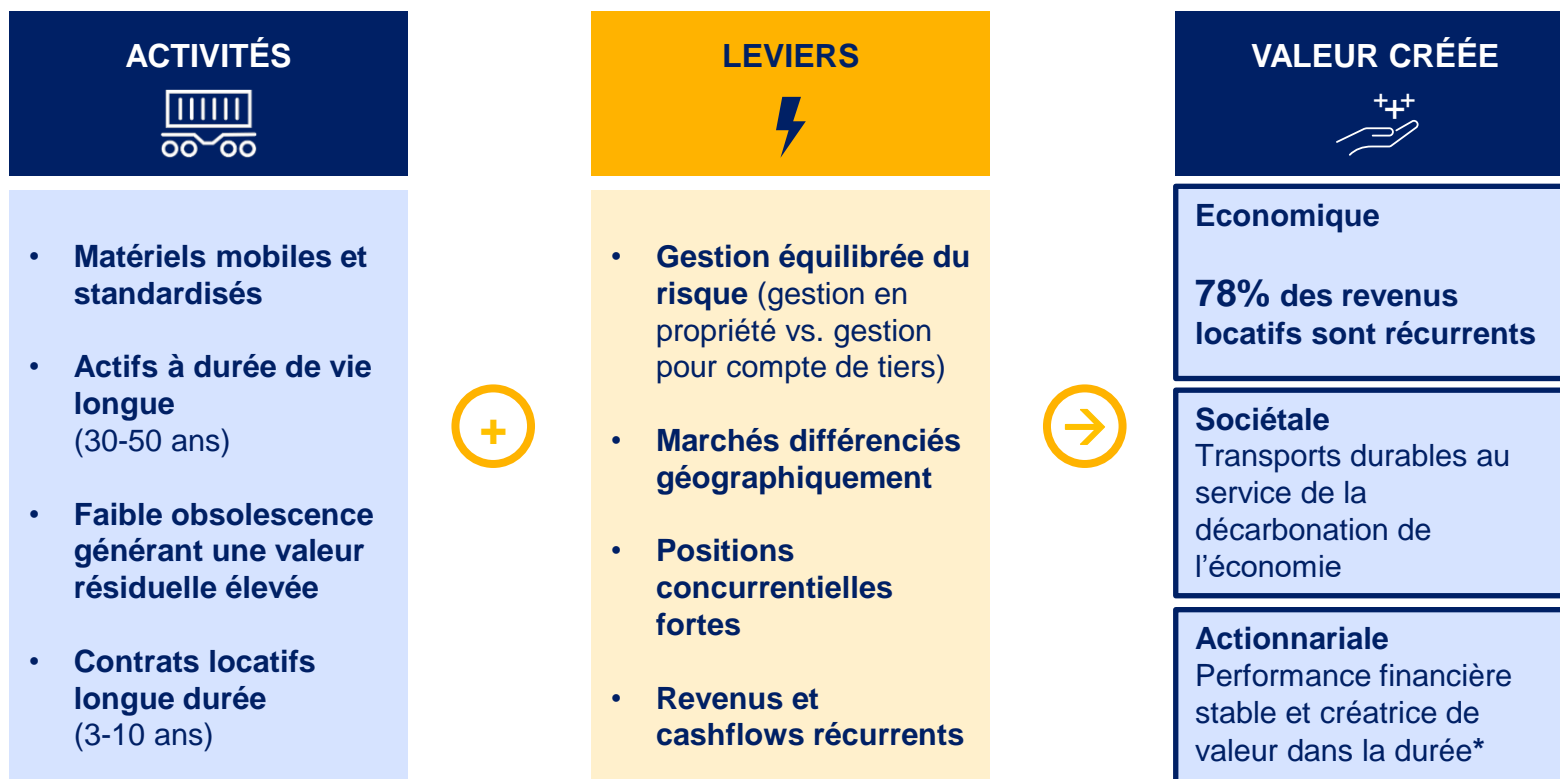 ACTIVITÉS
• Matériels mobiles et
standardisés
• Actifs à durée de vie
longue
(30-50 ans)
• Faible obsolescence
générant une valeur
résiduelle élevée
• Contrats locatifs
longue durée
(3-10 ans)
+
LEVIERS
• Gestion équilibrée du
risque (gestion en
propriété vs. gestion
pour compte de tiers)
• Marchés différenciés
géographiquement
• Positions
concurrentielles
fortes
• Revenus et
cashflows récurrents
VALEUR CRÉÉE
Economique
78% des revenus
locatifs sont récurrents
Sociétale
Transports durables au
service de la
décarbonation de
l’économie
Actionnariale
Performance financière
stable et créatrice de
valeur dans la durée*